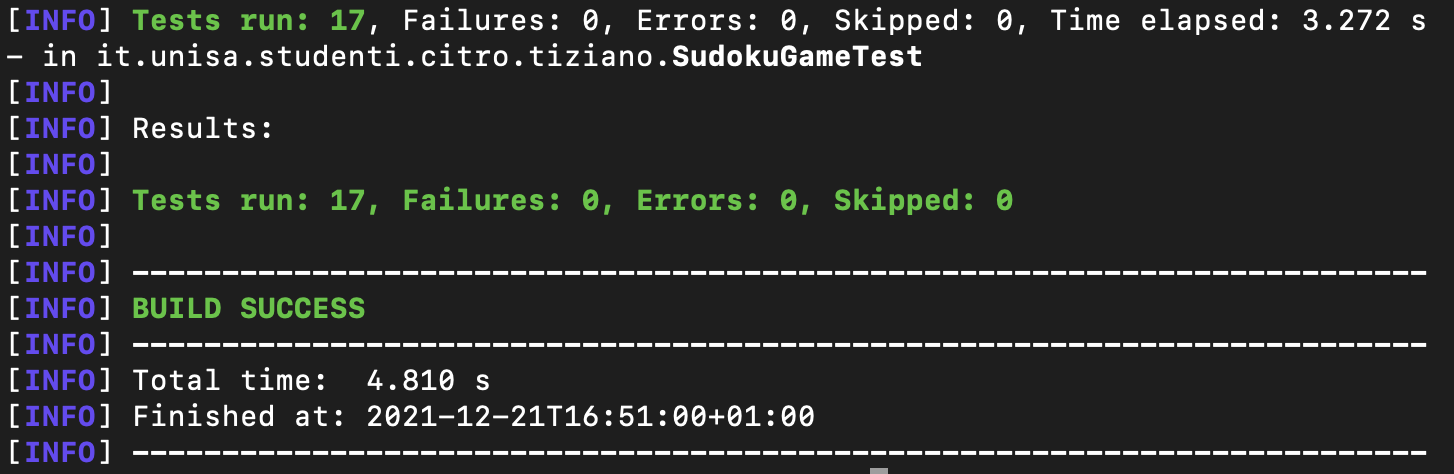 [INFO] Tests run: 17, Failures: 0, Errors: 0, Skipped: 0, Time elapsed: 3.272 s
- in it.unisa.studenti.citro.tiziano.SudokuGameTest
[INFO]
[INFO] Results:
[INFO]
[INFO] Tests run: 17, Failures: 0, Errors: 0, Skipped: 0
[INFO]
[INFO] ------------------------------------------------------------------------
[INFO] BUILD SUCCESS
[INFO] ------------------------------------------------------------------------
[INFO] Total time:  4.810 s
[INFO] Finished at: 2021-12-21T16:51:00+01:00
[INFO] ------------------------------------------------------------------------